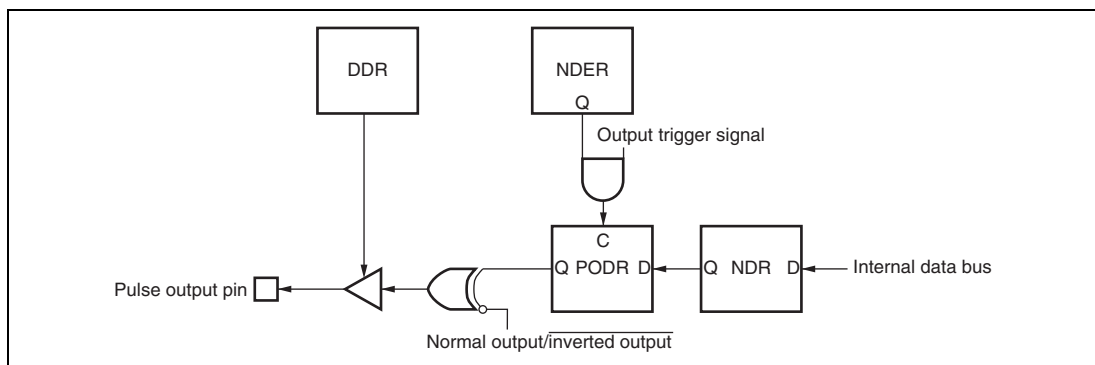 DDR
NDER
Q
Output trigger signal
C
Q PODR D
Q NDR D
Internal data bus
Pulse output pin
Normal output/inverted output